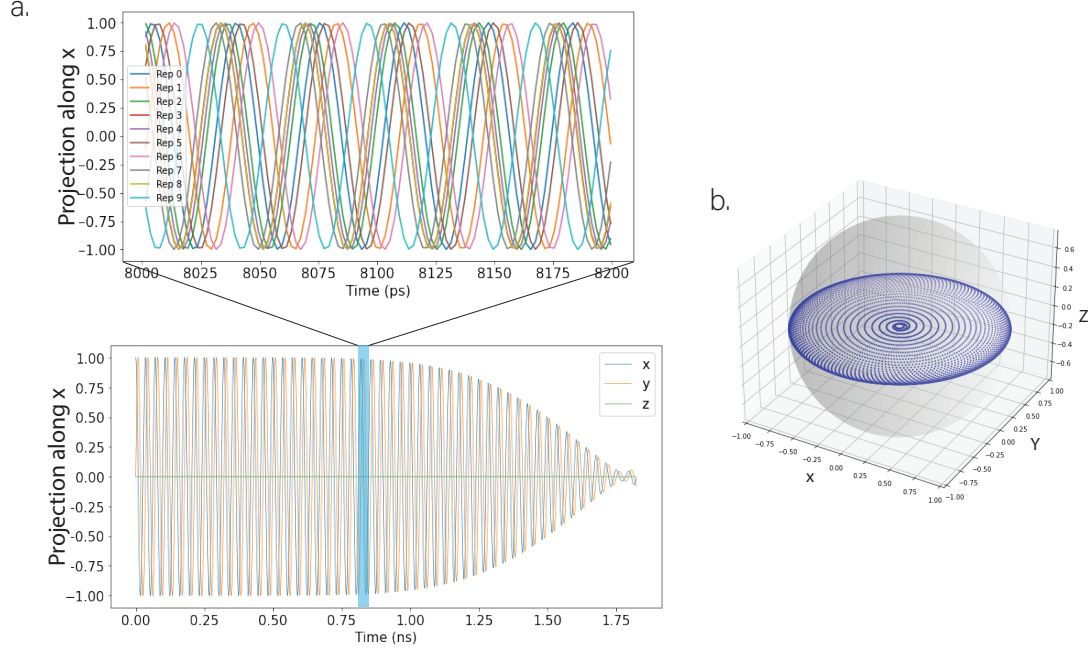 a.
Projection along x
1.00
0.75
0.50
0.25
0.00
−0.25
−0.50
−0.75
−1.00
Rep 0
Rep 1
Rep 2
Rep 3
Rep 4
Rep 5
Rep 6
Rep 7
Rep 8
Rep 9
8000 8025 8050 8075 8100 8125 8150 8175 8200
Time (ps)
Projection along x
1.00
0.75
0.50
0.25
0.00
−0.25
−0.50
-0.75
−1.00
x
y
z
0.00 0.25 0.50 0.75 1.00 1.25 1.50 1.75
Time (ns)
b.
0.6
0.4
0.2
0.0
−0.2
−0.4
−0.6
Z
−1.00 −0.75 −0.50 −0.25 0.00 0.25 0.50 0.75 1.00
x
−1.00 −0.75 −0.50 −0.25 0.00 0.25 0.50 0.75 1.00
Y